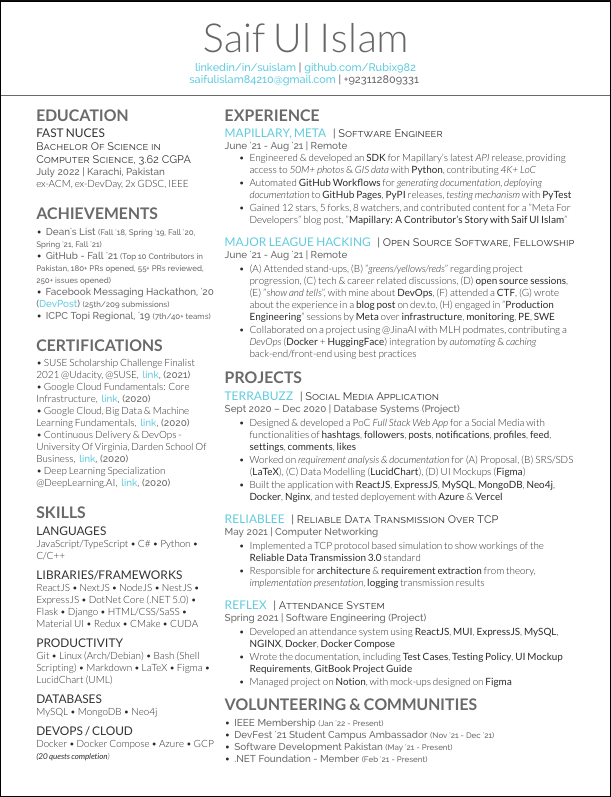 Saif Ul Islam
linkedin/in/suislam | github.com/Rubix982
saifulislam84210@gmail.com | +923112809331
EDUCATION
FAST NUCES
BACHELOR OF SCIENCE IN
COMPUTER SCIENCE, 3.62 CGPA
July 2022 | Karachi, Pakistan
ex-ACM, ex-DevDay, 2x GDSC, IEEE
ACHIEVEMENTS
• Dean's List (Fall '18, Spring '19, Fall '20,
Spring '21, Fall '21)
• GitHub - Fall '21 (Top 10 Contributors in
Pakistan, 180+ PRs opened, 55+ PRs reviewed,
250+ issues opened)
• Facebook Messaging Hackathon, '20
(DevPost) (25th/209 submissions)
• ICPC Topi Regional, '19 (7th/40+ teams)
CERTIFICATIONS
• SUSE Scholarship Challenge Finalist
2021 @Udacity, @SUSE, link, (2021)
• Google Cloud Fundamentals: Core
Infrastructure, link, (2020)
• Google Cloud, Big Data & Machine
Learning Fundamentals, link, (2020)
• Continuous Delivery & DevOps -
University Of Virginia, Darden School Of
Business, link, (2020)
• Deep Learning Specialization
@DeepLearning.AI, link, (2020)
SKILLS
LANGUAGES
JavaScript/TypeScript • C# • Python •
C/C++
LIBRARIES/FRAMEWORKS
ReactJS • NextJS • NodeJS • NestJS •
ExpressJS • DotNet Core (.NET 5.0) •
Flask • Django • HTML/CSS/SaSS •
Material UI • Redux • CMake • CUDA
PRODUCTIVITY
Git • Linux (Arch/Debian) • Bash (Shell
Scripting) • Markdown • LaTeX • Figma •
LucidChart (UML)
DATABASES
MySQL • MongoDB • Neo4j
DEVOPS / CLOUD
Docker • Docker Compose • Azure • GCP
(20 quests completion)
EXPERIENCE
MAPILLARY, META | SOFTWARE ENGINEER
June '21 - Aug '21 | Remote
• Engineered & developed an SDK for Mapillary's latest API release, providing
access to 50M+ photos & GIS data with Python, contributing 4K+ LoC
• Automated GitHub Workflows for generating documentation, deploying
documentation to GitHub Pages, PyPI releases, testing mechanism with PyTest
• Gained 12 stars, 5 forks, 8 watchers, and contributed content for a "Meta For
Developers" blog post, "Mapillary: A Contributor's Story with Saif Ul Islam"
MAJOR LEAGUE HACKING | OPEN SOURCE SOFTWARE, FELLOWSHIP
June '21 - Aug '21 | Remote
• (A) Attended stand-ups, (B) "greens/yellows/reds" regarding project
progression, (C) tech & career related discussions, (D) open source sessions,
(E) "show and tells", with mine about DevOps, (F) attended a CTF, (G) wrote
about the experience in a blog post on dev.to, (H) engaged in "Production
Engineering" sessions by Meta over infrastructure, monitoring, PE, SWE
• Collaborated on a project using @JinaAI with MLH podmates, contributing a
DevOps (Docker + HuggingFace) integration by automating & caching
back-end/front-end using best practices
PROJECTS
TERRABUZZ | SOCIAL MEDIA APPLICATION
Sept 2020 – Dec 2020 | Database Systems (Project)
• Designed & developed a PoC Full Stack Web App for a Social Media with
functionalities of hashtags, followers, posts, notifications, profiles, feed,
settings, comments, likes
• Worked on requirement analysis & documentation for (A) Proposal, (B) SRS/SDS
(LaTeX), (C) Data Modelling (LucidChart), (D) UI Mockups (Figma)
• Built the application with ReactJS, ExpressJS, MySQL, MongoDB, Neo4j,
Docker, Nginx, and tested deployement with Azure & Vercel
RELIABLEE | RELIABLE DATA TRANSMISSION OVER TCP
May 2021 | Computer Networking
• Implemented a TCP protocol based simulation to show workings of the
Reliable Data Transmission 3.0 standard
• Responsible for architecture & requirement extraction from theory,
implementation presentation, logging transmission results
REFLEX | ATTENDANCE SYSTEM
Spring 2021 | Software Engineering (Project)
• Developed an attendance system using ReactJS, MUI, ExpressJS, MySQL,
NGINX, Docker, Docker Compose
• Wrote the documentation, including Test Cases, Testing Policy, UI Mockup
Requirements, GitBook Project Guide
• Managed project on Notion, with mock-ups designed on Figma
VOLUNTEERING & COMMUNITIES
• IEEE Membership (Jan '22 - Present)
• DevFest '21 Student Campus Ambassador (Nov '21 - Dec '21)
• Software Development Pakistan (May '21 - Present)
• .NET Foundation - Member (Feb '21 - Present)